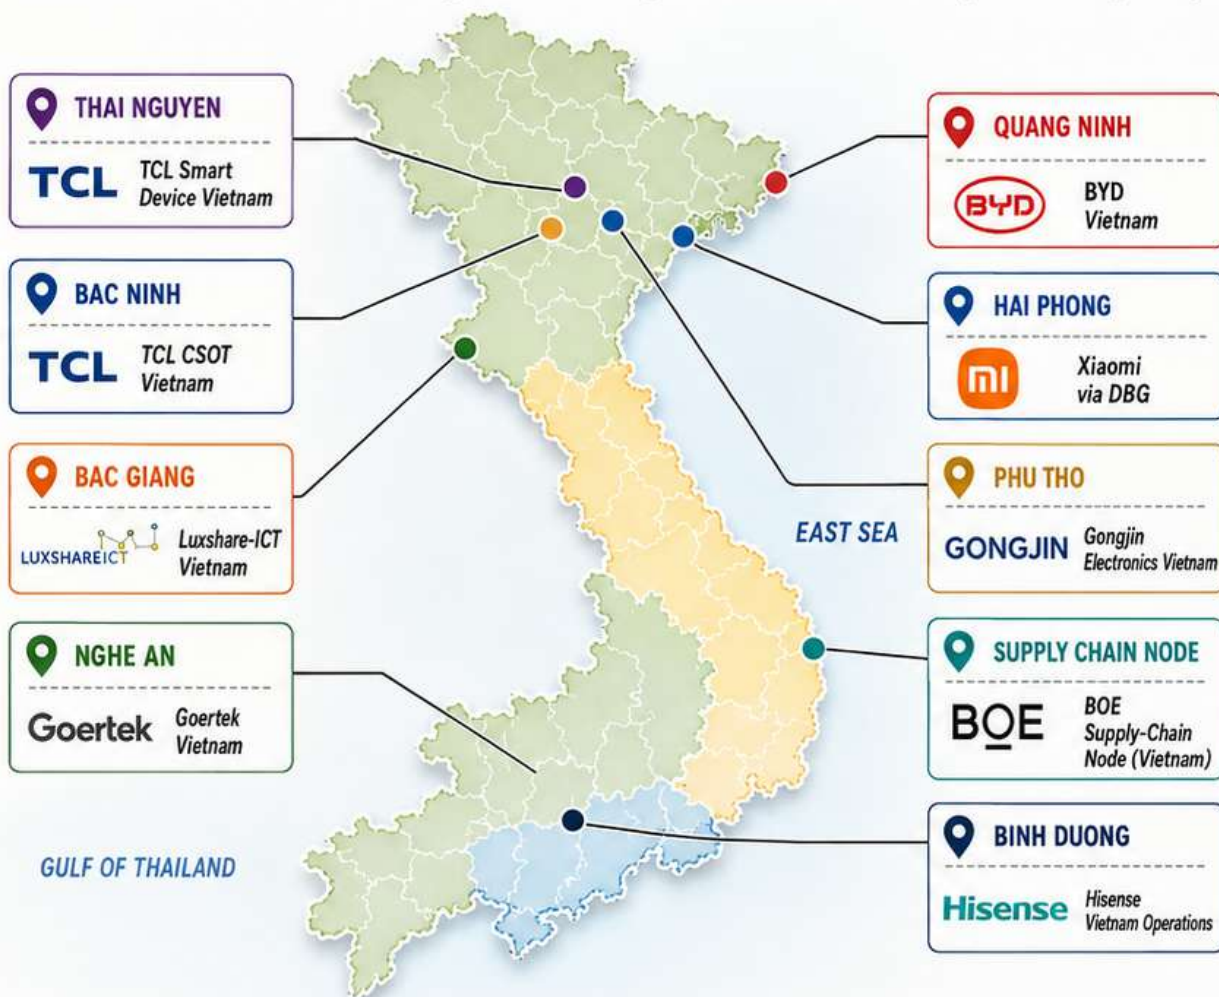 THAI NGUYEN
TCL
TCL Smart
Device Vietnam
BAC NINH
TCL
TCL CSOT
Vietnam
BAC GIANG
LUXSHAREICT
Luxshare-ICT
Vietnam
NGHE AN
Goertek
Goertek
Vietnam
GULF OF THAILAND
EAST SEA
QUANG NINH
BYD
BYD
Vietnam
HAI PHONG
mi
Xiaomi
via DBG
PHU THO
GONGJIN
Gongjin
Electronics Vietnam
SUPPLY CHAIN NODE
BOE
BOE
Supply-Chain
Node (Vietnam)
BINH DUONG
Hisense
Hisense
Vietnam Operations